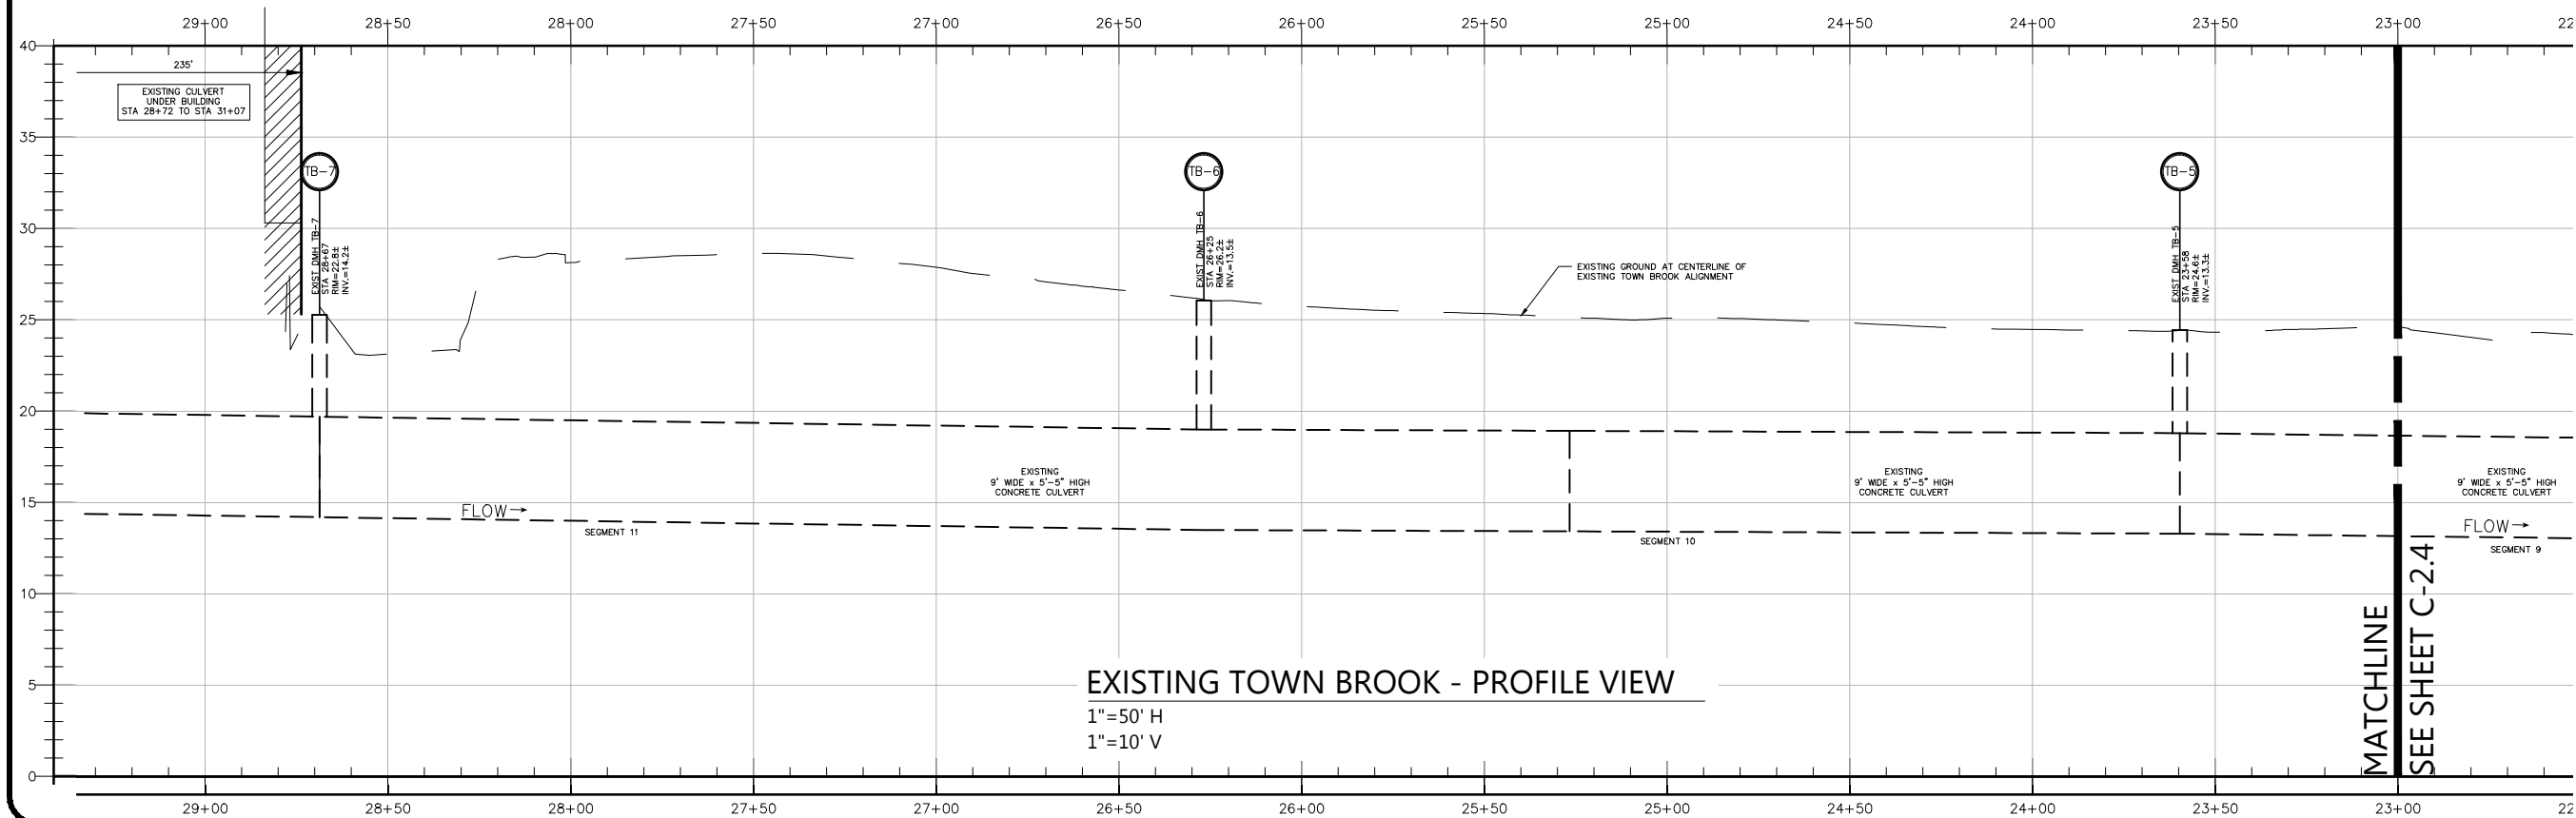 29+00 28+50 28+00 27+50 27+00 26+50 26+00 25+50 25+00 24+50 24+00 23+50 23+00 22
40
235'
EXISTING CULVERT
UNDER BUILDING
STA 28+72 TO STA 31+07
35
TB-7
TB-6
TB-5
30
EXIST DMH TB-7
STA 28+67
RIM=22.8±
INV.=14.2±
EXIST DMH TB-6
STA 26+25
RIM=26.2±
INV.=13.5±
EXIST DMH TB-5
STA 23+58
RIM=24.6±
INV.=13.3±
EXISTING GROUND AT CENTERLINE OF
EXISTING TOWN BROOK ALIGNMENT
25
20
EXISTING
9' WIDE x 5'-5" HIGH
CONCRETE CULVERT
EXISTING
9' WIDE x 5'-5" HIGH
CONCRETE CULVERT
EXISTING
9' WIDE x 5'-5" HIGH
CONCRETE CULVERT
15
FLOW
FLOW
SEGMENT 11
SEGMENT 10
SEGMENT 9
10
MATCHLINE
SEE SHEET C-2.4
5
EXISTING TOWN BROOK - PROFILE VIEW
1"=50' H
1"=10' V
0
29+00 28+50 28+00 27+50 27+00 26+50 26+00 25+50 25+00 24+50 24+00 23+50 23+00 22